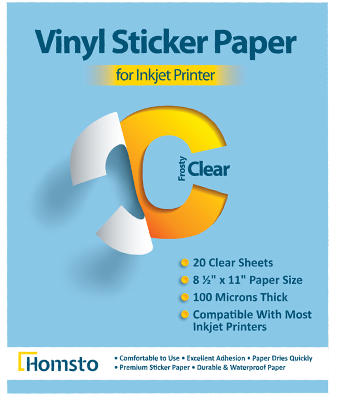 Vinyl Sticker Paper
for Inkjet Printer
C
Frosty Clear
20 Clear Sheets
8 ½" x 11" Paper Size
100 Microns Thick
Compatible With Most
Inkjet Printers
Homsto
• Comfortable to Use • Excellent Adhesion • Paper Dries Quickly
• Premium Sticker Paper • Durable & Waterproof Paper